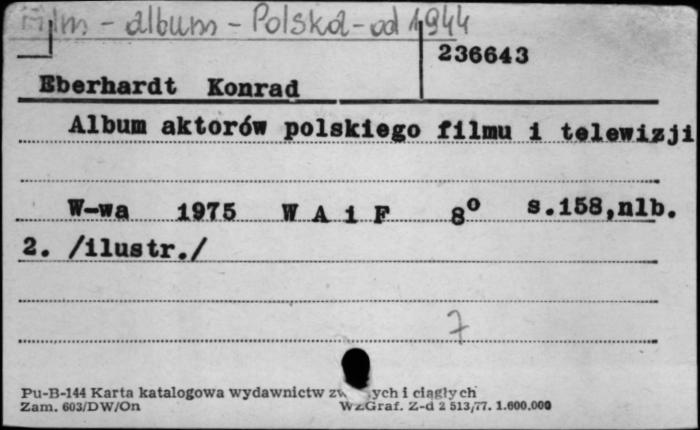 Film - album - Polska - od 1944
236643
Eberhardt Konrad
Album aktorów polskiego filmu i telewizji
W-wa 1975 W A i F 8° s.158,nlb.
2. /ilustr./
7
Pu-B-144 Karta katalogowa wydawnictw ych i ciągłych
Zam. 603/DW/On WZGraf. Z-d 2 513/77. 1.600.000